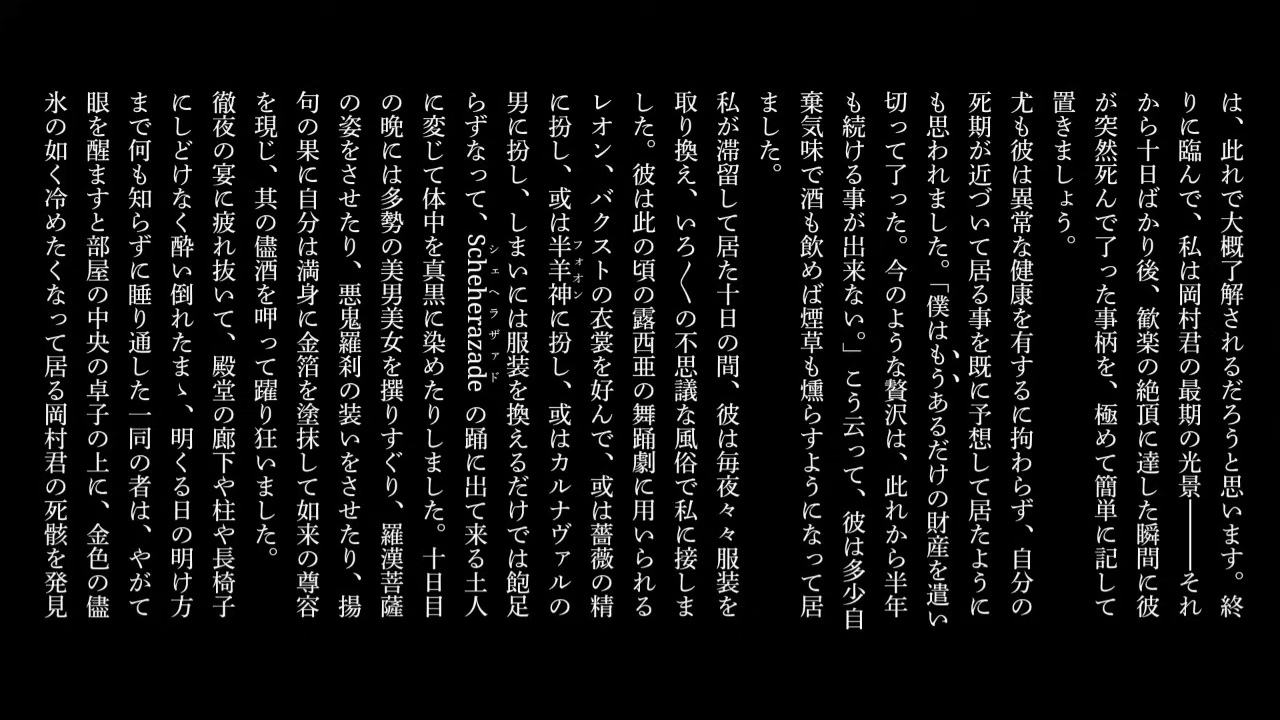 は、此れで大概了解されるだろうと思います。終
りに臨んで、私は岡村君の最期の光景――それ
から十日ばかり後、歓楽の絶頂に達した瞬間に彼
が突然死んで了った事柄を、極めて簡単に記して
置きましょう。
尤も彼は異常な健康を有するに拘わらず、自分の
死期が近づいて居る事を既に予想して居たように
も思われました。「僕はもうあるだけの財産を遣い
切って了った。今のような贅沢は、此れから半年
も続ける事が出来ない。」こう云って、彼は多少自
棄気味で酒も飲めば煙草も燻らすようになって居
ました。
私が滞留して居た十日の間、彼は毎夜々々服装を
取り換え、いろ〳〵の不思議な風俗で私に接しま
した。彼は此の頃の露西亜の舞踊劇に用いられる
レオン、バクストの衣裳を好んで、或は薔薇の精
に扮し、或は半羊神に扮し、或はカルナヴァルの
フォオン
男に扮し、しまいには服装を換えるだけでは飽足
らずなって、Scheherazade の踊に出て来る土人
シェヘラザァド
に変じて体中を真黒に染めたりしました。十日目
の晩には多勢の美男美女を撰りすぐり、羅漢菩薩
の姿をさせたり、悪鬼羅刹の装いをさせたり、揚
句の果に自分は満身に金箔を塗抹して如来の尊容
を現じ、其の儘酒を呷って躍り狂いました。
徹夜の宴に疲れ抜いて、殿堂の廊下や柱や長椅子
にしどけなく酔い倒れたまゝ、明くる日の明け方
まで何も知らずに睡り通した一同の者は、やがて
眼を醒ますと部屋の中央の卓子の上に、金色の儘
氷の如く冷めたくなって居る岡村君の死骸を発見